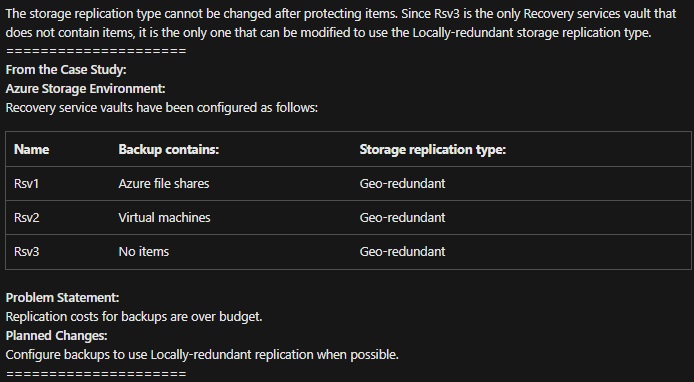 The storage replication type cannot be changed after protecting items. Since Rsv3 is the only Recovery services vault that
does not contain items, it is the only one that can be modified to use the Locally-redundant storage replication type.
=====================
From the Case Study:
Azure Storage Environment:
Recovery service vaults have been configured as follows:
Name Backup contains: Storage replication type:
Rsv1 Azure file shares Geo-redundant
Rsv2 Virtual machines Geo-redundant
Rsv3 No items Geo-redundant
Problem Statement:
Replication costs for backups are over budget.
Planned Changes:
Configure backups to use Locally-redundant replication when possible.
=====================